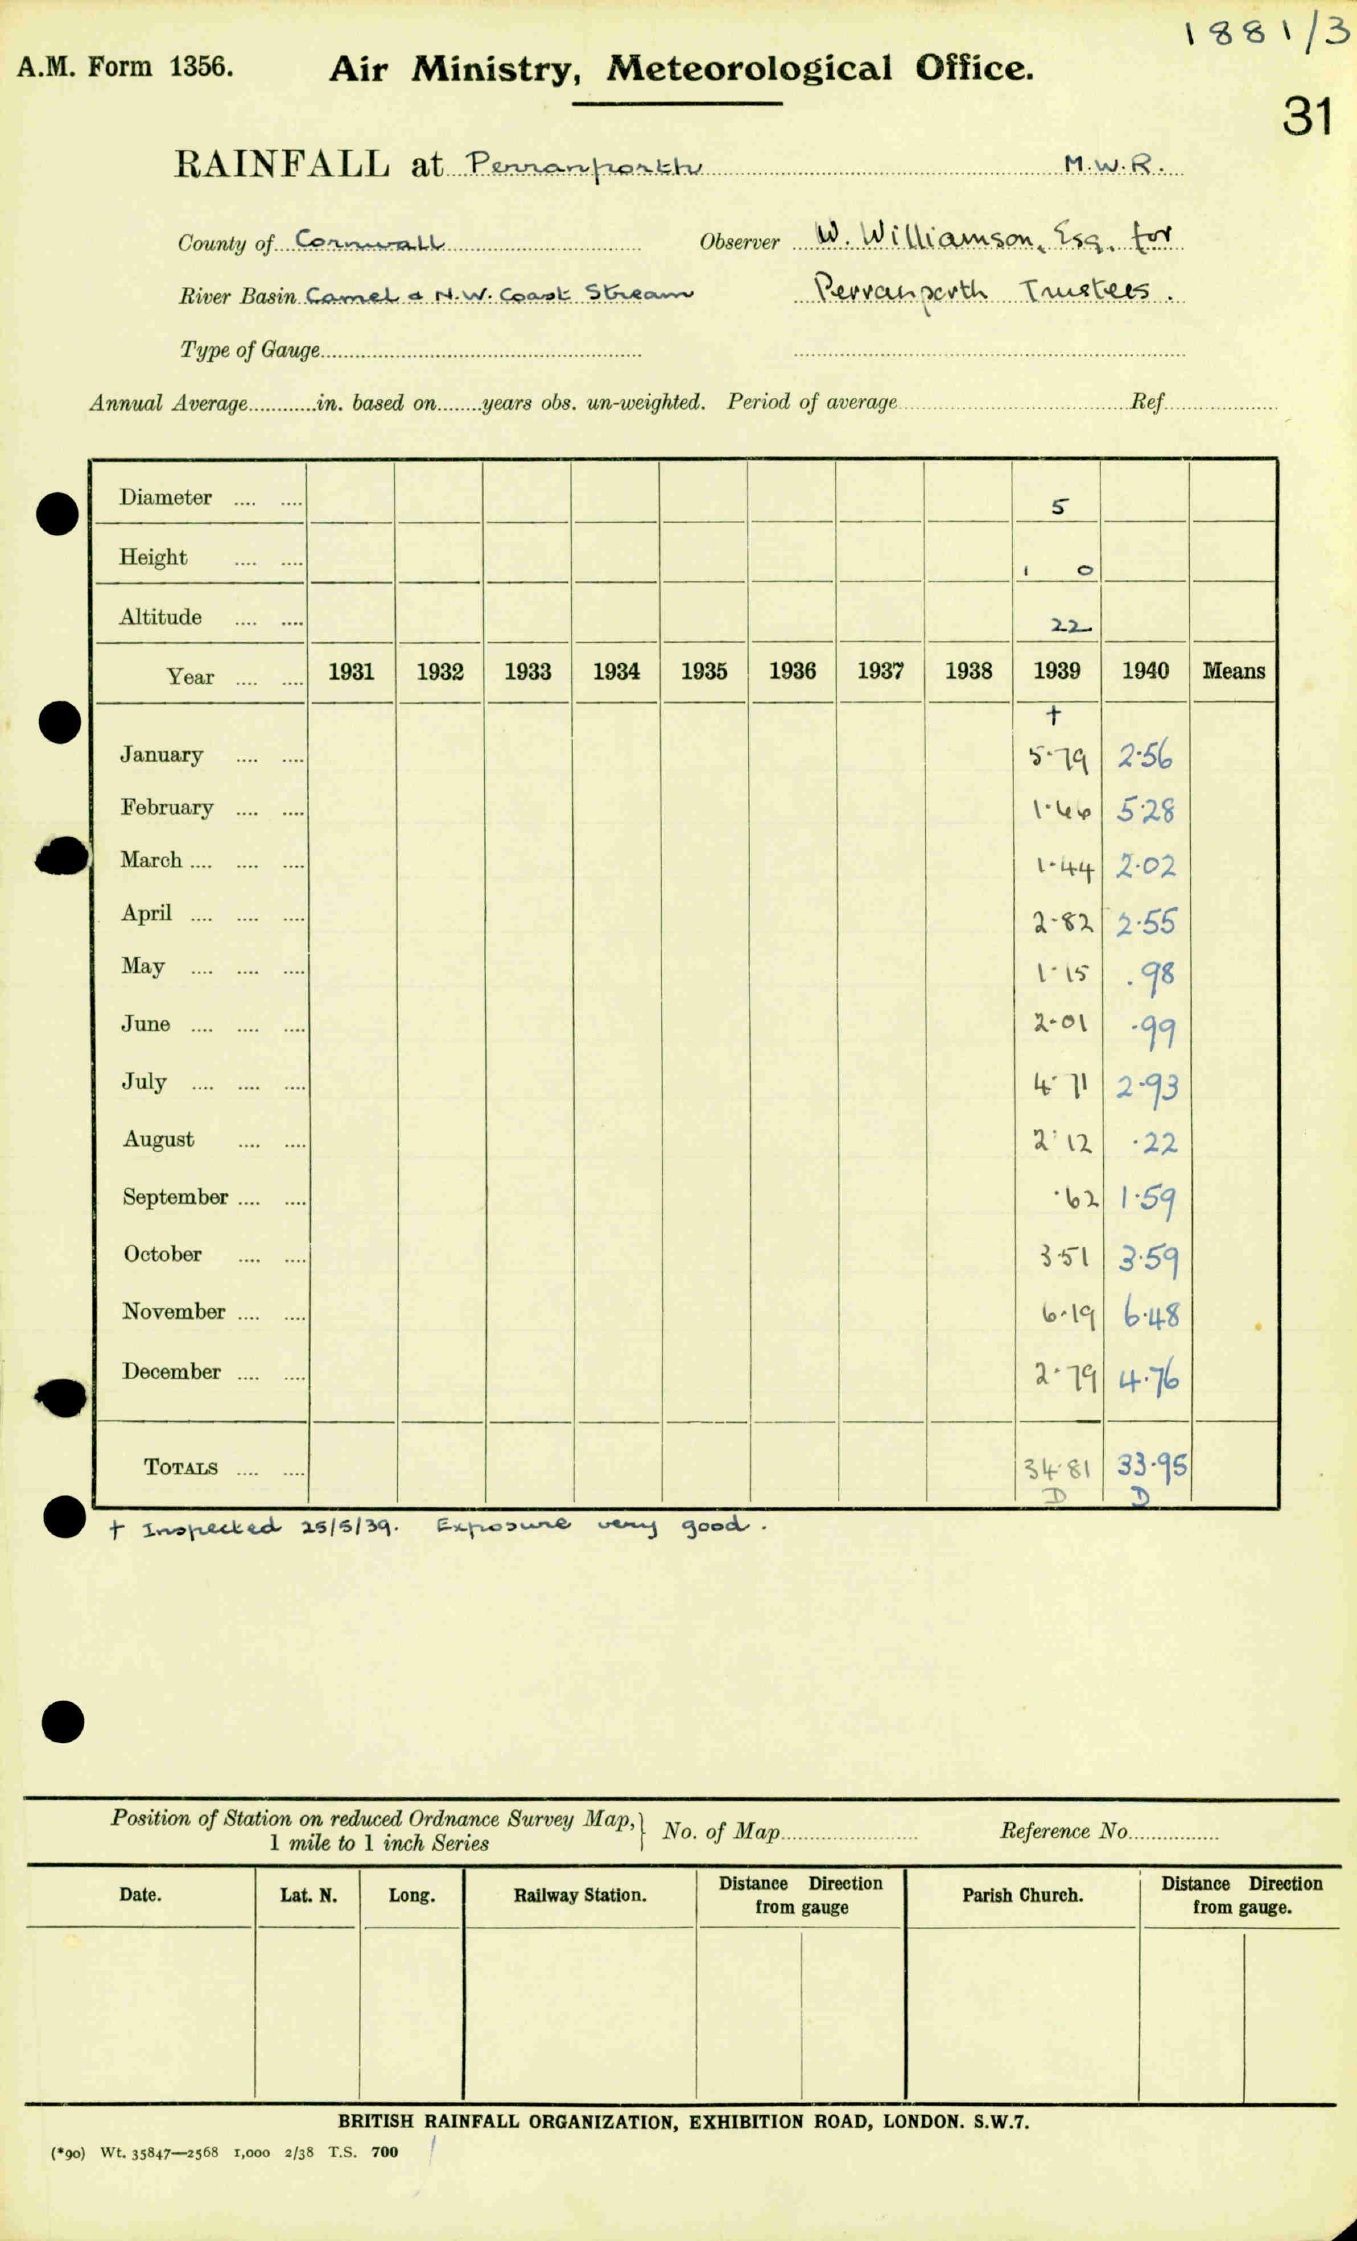 1881/3
A.M. Form 1356. Air Ministry, Meteorological Office.
31
RAINFALL at Perranporth M.W.R.
County of Cornwall Observer W. Williamson, Esq. for
River Basin Camel & N.W. Coast Stream Perranporth Trustees.
Type of Gauge
Annual Average............in. based on........years obs. un-weighted. Period of average Ref.
Diameter .... .... 5
Height .... .... 1 0
Altitude .... .... 22
Year .... .... 1931 1932 1933 1934 1935 1936 1937 1938 1939 1940 Means
†
January .... .... 5·79 2·56
February .... .... 1·66 5·28
March .... .... .... 1·44 2·02
April .... .... .... 2·82 2·55
May .... .... .... 1·15 .98
June .... .... .... 2·01 ·99
July .... .... .... 4·71 2·93
August .... .... 2·12 ·22
September .... .... ·62 1·59
October .... .... 3·51 3·59
November .... .... 6·19 6·48
December .... .... 2·79 4·76
TOTALS .... .... 34·81 33·95
D D
† Inspected 25/5/39. Exposure very good.
Position of Station on reduced Ordnance Survey Map, } No. of Map Reference No.
1 mile to 1 inch Series
Date. Lat. N. Long. Railway Station. Distance Direction from gauge Parish Church. Distance Direction from gauge.
BRITISH RAINFALL ORGANIZATION, EXHIBITION ROAD, LONDON. S.W.7.
(*90) Wt. 35847—2568 1,000 2/38 T.S. 700